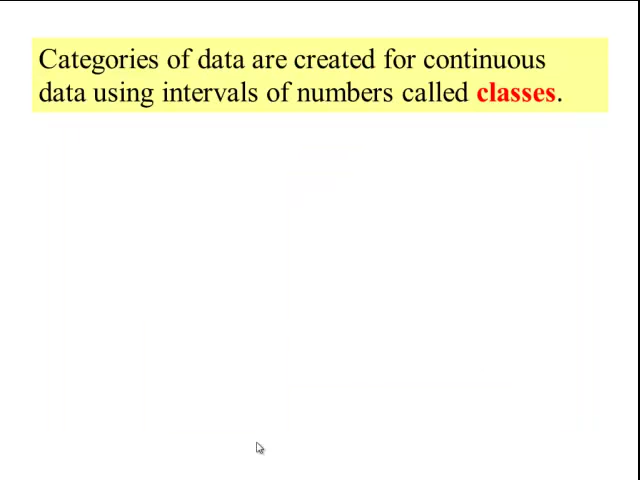 Categories of data are created for continuous
data using intervals of numbers called classes.